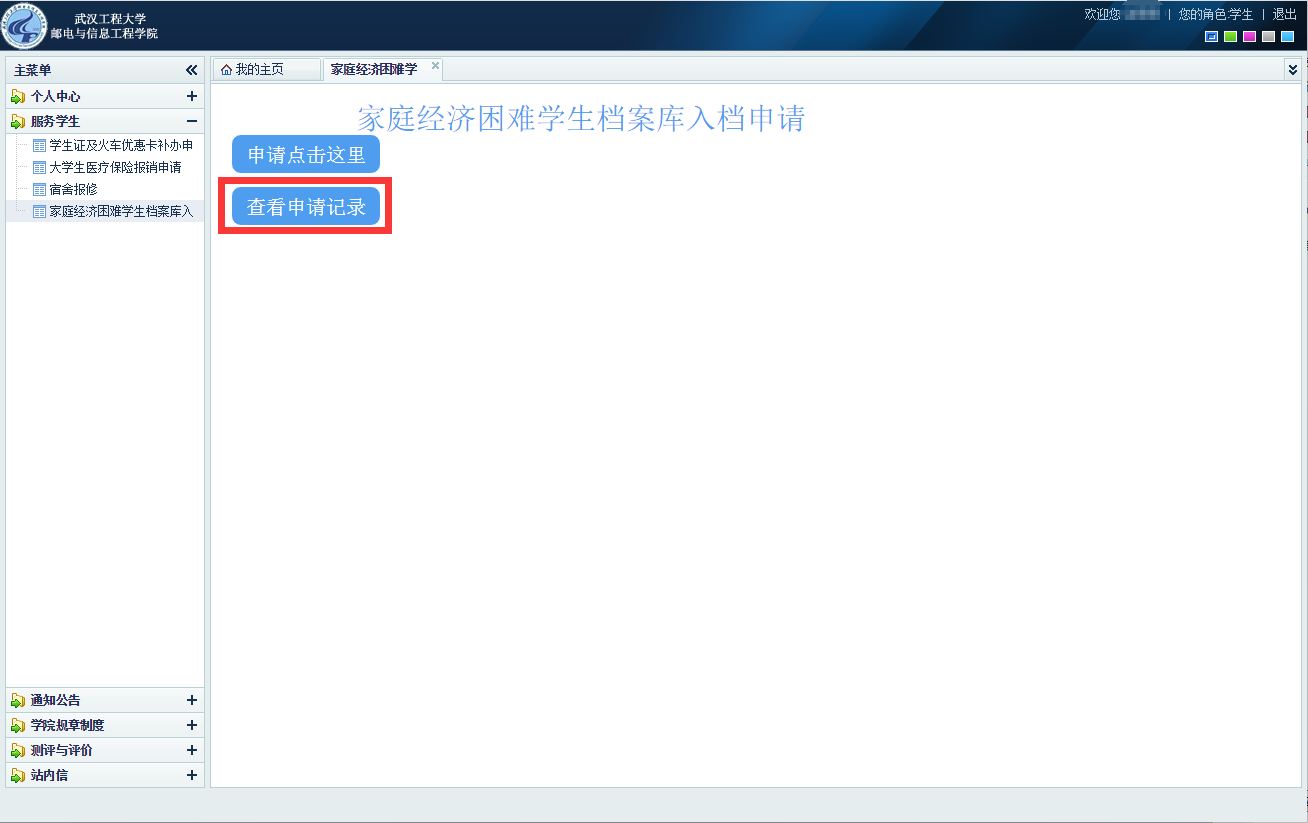 武汉工程大学
邮电与信息工程学院
欢迎您
您的角色:学生
退出
主菜单
个人中心
服务学生
学生证及火车优惠卡补办申
大学生医疗保险报销申请
宿舍报修
家庭经济困难学生档案库入
通知公告
学院规章制度
测评与评价
站内信
我的主页
家庭经济困难学
家庭经济困难学生档案库入档申请
申请点击这里
查看申请记录